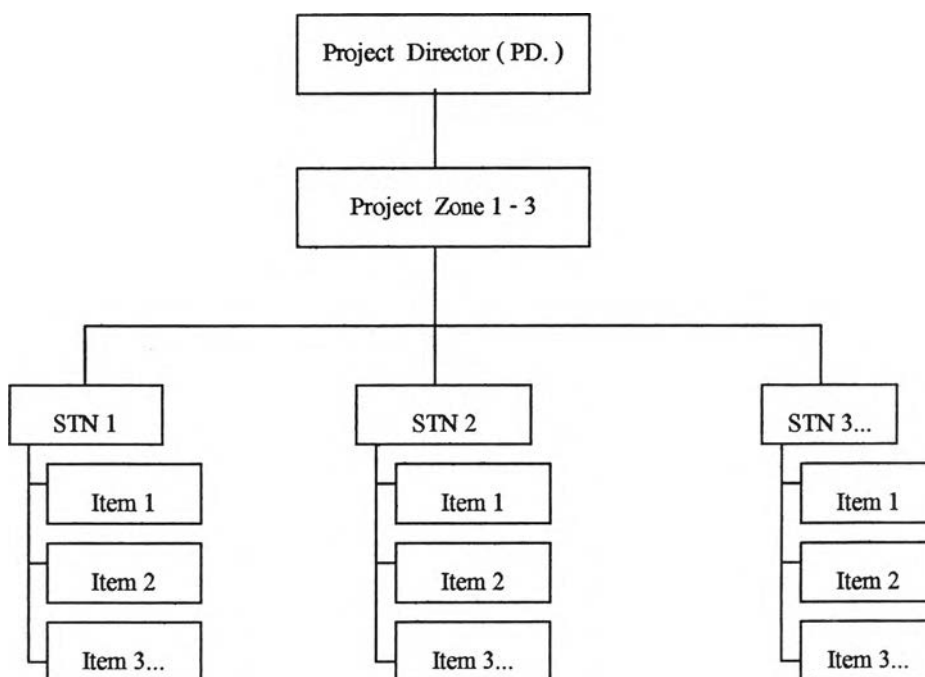 Project Director ( PD. )
Project Zone 1 - 3
STN 1
STN 2
STN 3...
Item 1
Item 1
Item 1
Item 2
Item 2
Item 2
Item 3...
Item 3...
Item 3...